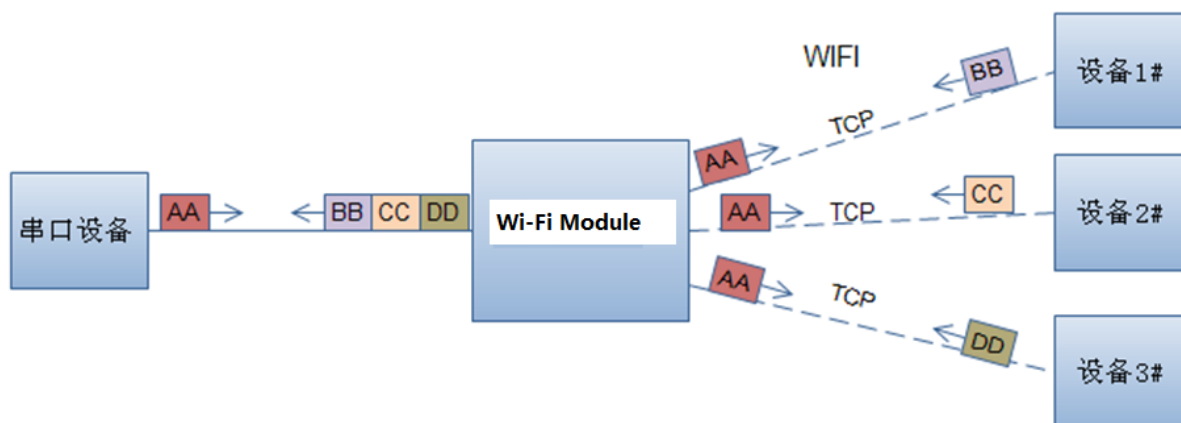 WIFI
设备1#
BB
TCP
AA
串口设备
AA
BB CC DD
Wi-Fi Module
AA
TCP
CC
设备2#
AA
TCP
DD
设备3#